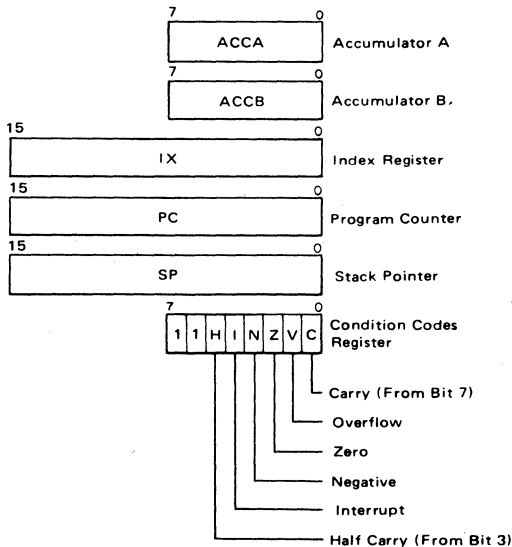 7 0
ACCA Accumulator A
7 0
ACCB Accumulator B.
15 0
IX Index Register
15 0
PC Program Counter
15 0
SP Stack Pointer
7 0
1 1 H I N Z V C Condition Codes
Register
Carry (From Bit 7)
Overflow
Zero
Negative
Interrupt
Half Carry (From Bit 3)